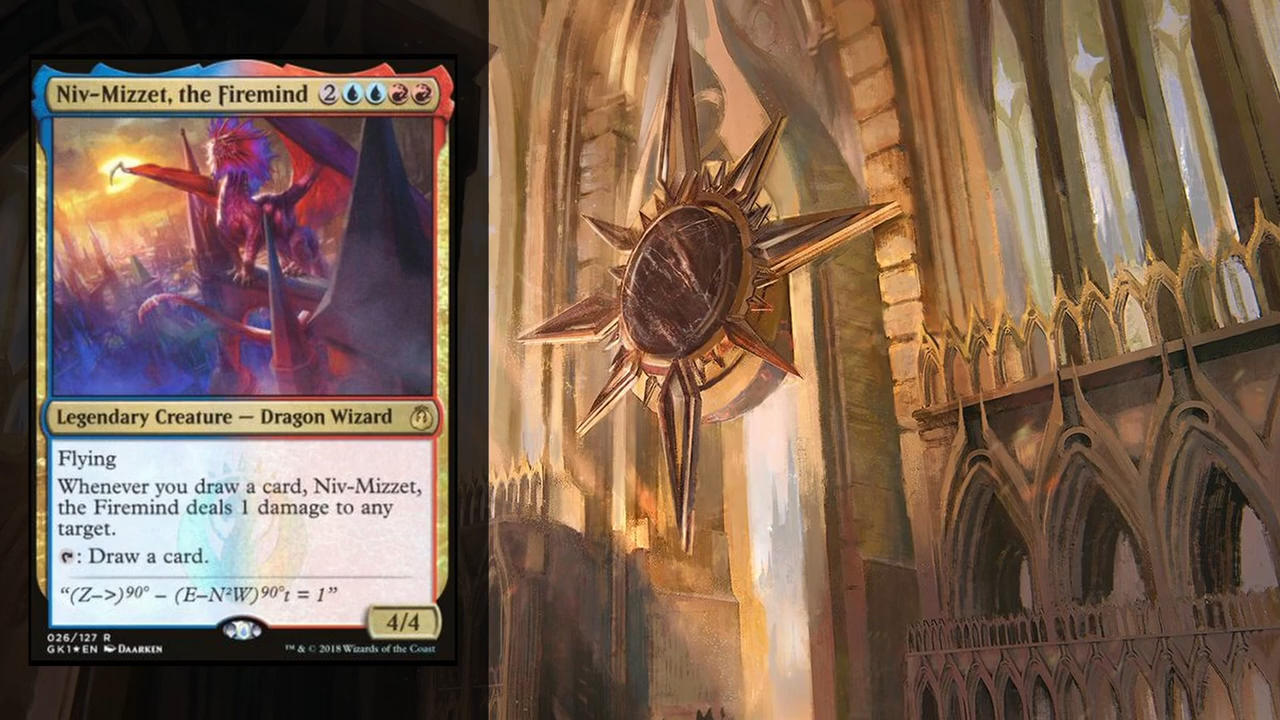 Niv-Mizzet, the Firemind 2
Legendary Creature — Dragon Wizard
Flying
Whenever you draw a card, Niv-Mizzet,
the Firemind deals 1 damage to any
target.
: Draw a card.
“(Z–>)90° – (E–N²W)90°t = 1”
4/4
026/127 R
GK1★EN DAARKEN
™ & © 2018 Wizards of the Coast